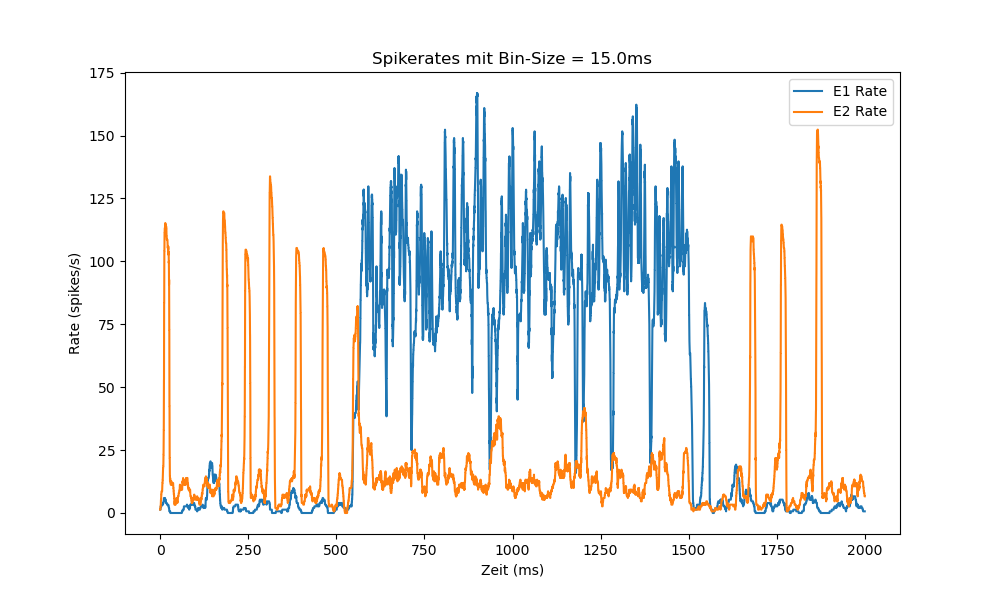 Spikerates mit Bin-Size = 15.0ms
E1 Rate
E2 Rate
Rate (spikes/s)
175
150
125
100
75
50
25
0
0 250 500 750 1000 1250 1500 1750 2000
Zeit (ms)